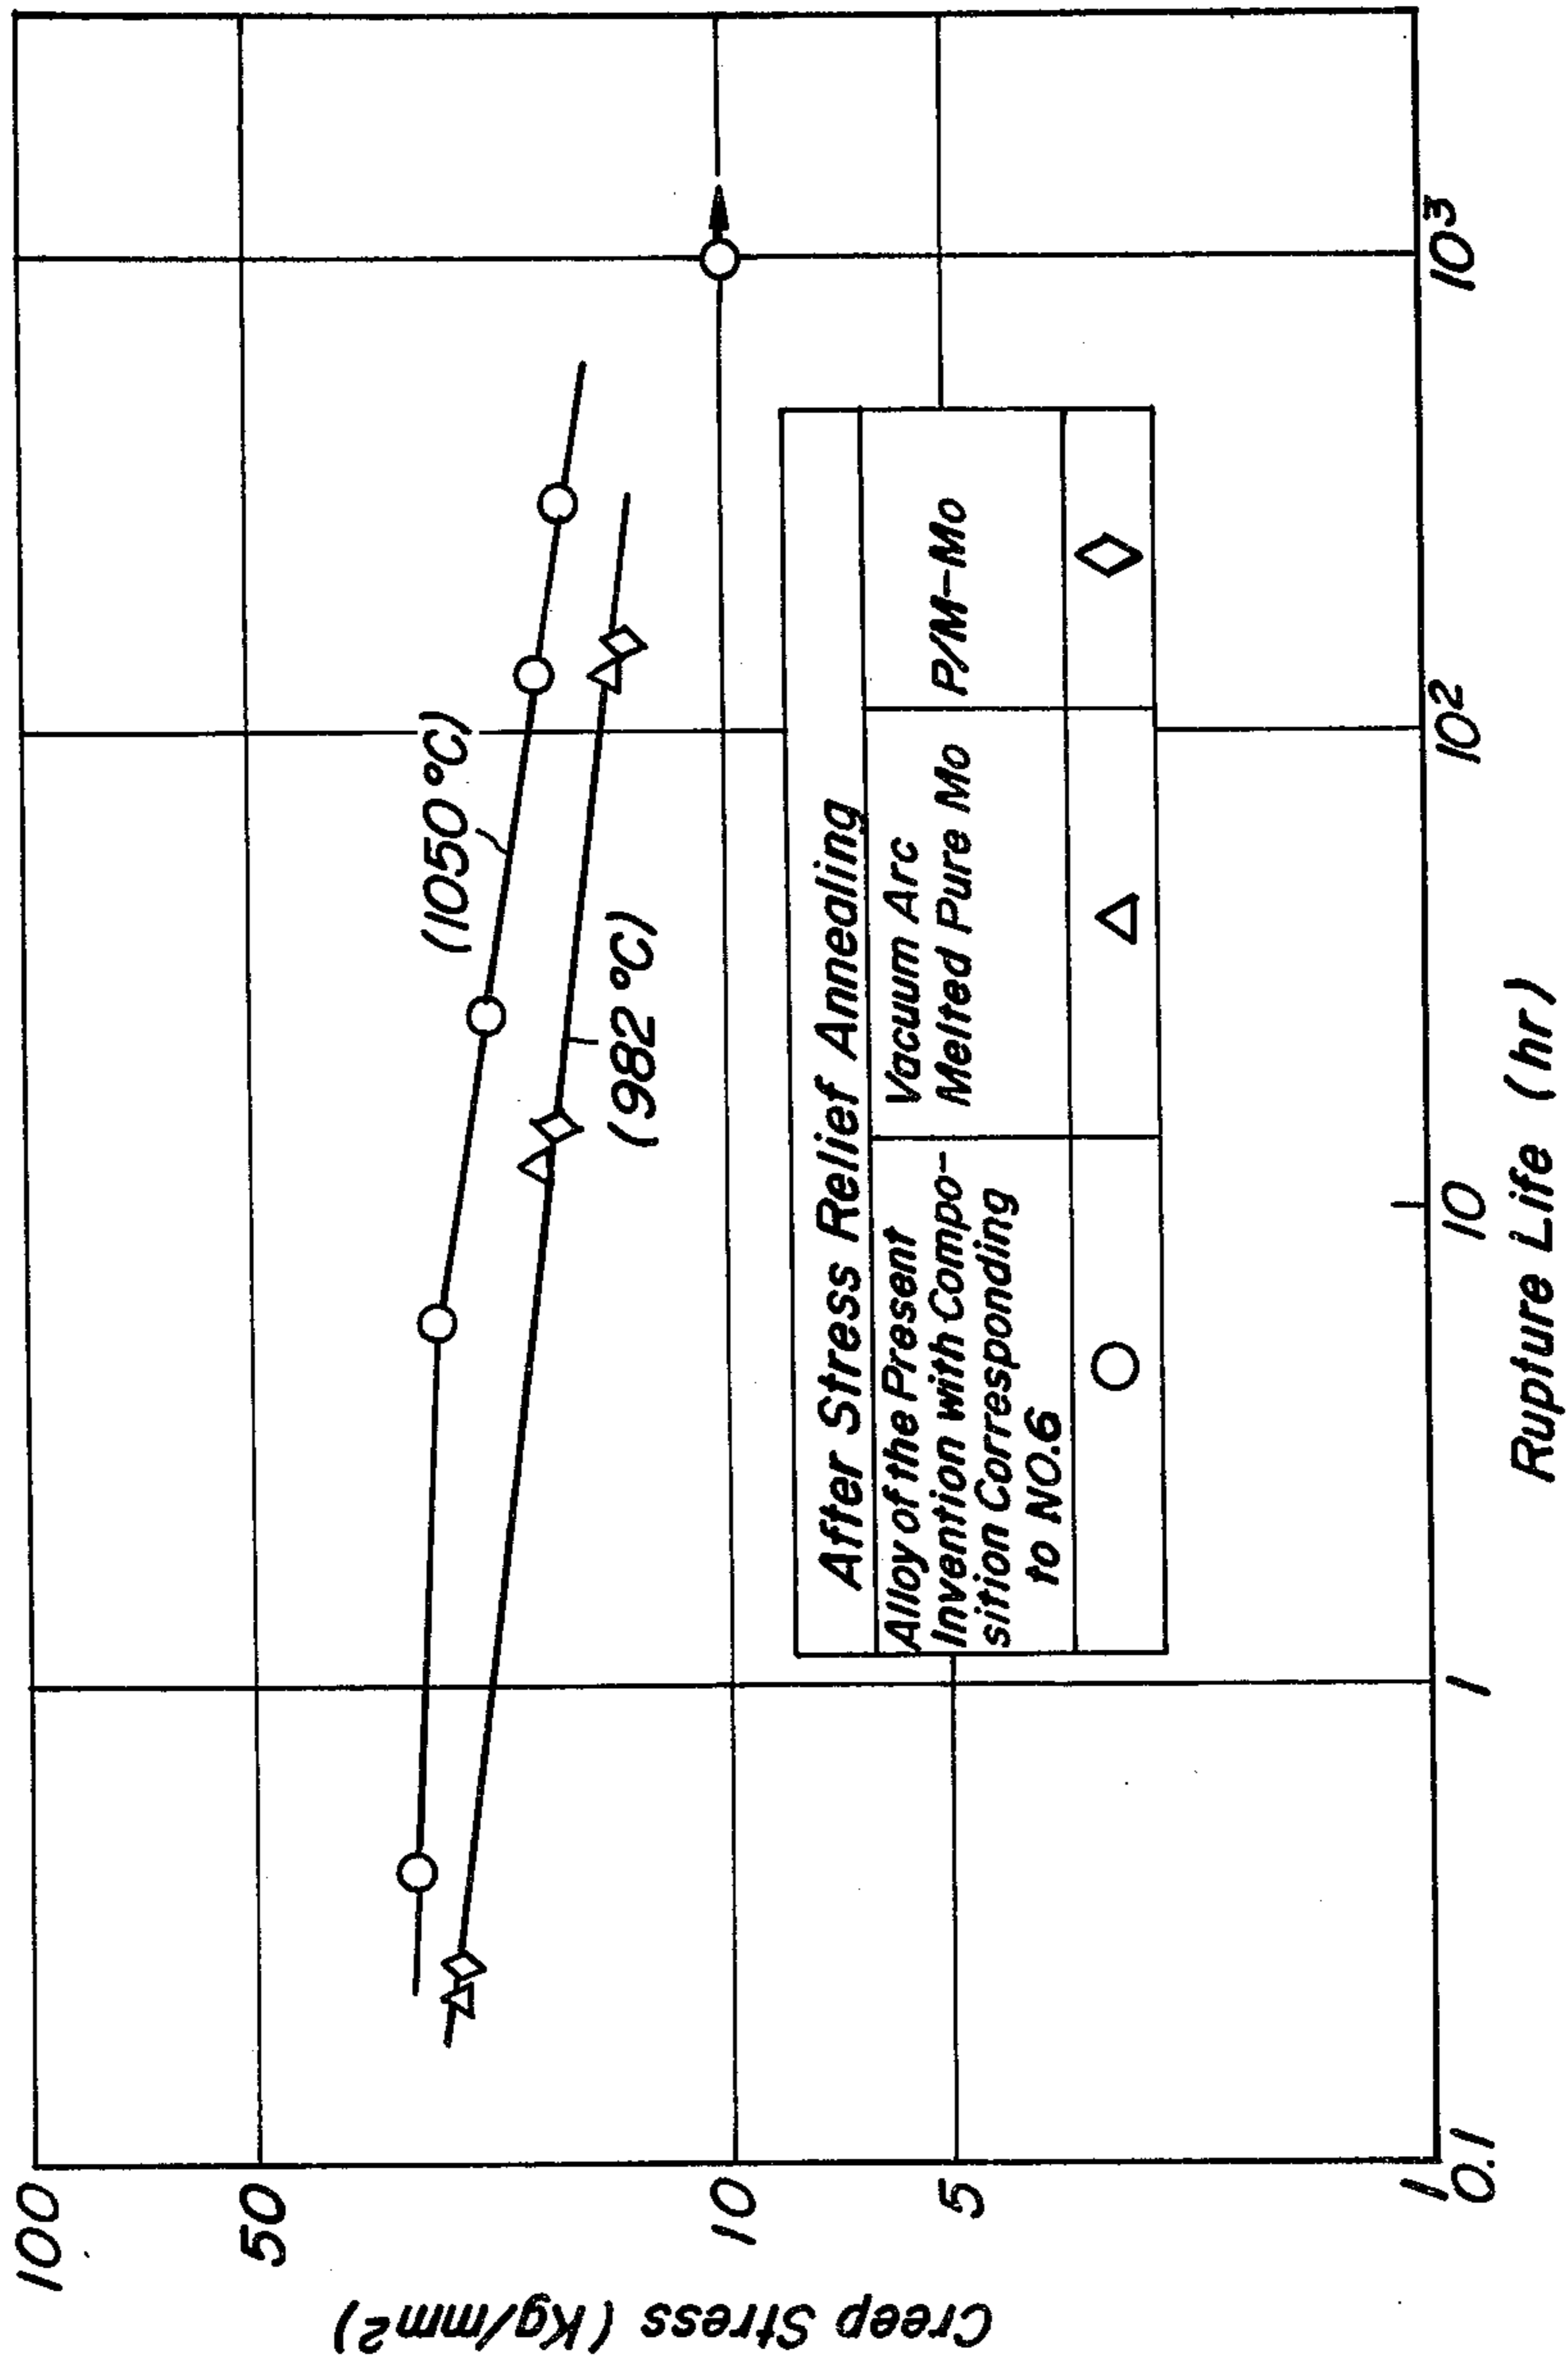 Creep Stress (Kg/mm2)
100
50
10
5
1
(1050 °C)
(982 °C)
After Stress Relief Annealing
Alloy of the Present
Invention with Compo-
sition Corresponding
to NO.6
Vacuum Arc
Melted Pure Mo
P/M-Mo
0.1
1
10
10²
10³
Rupture Life (hr)